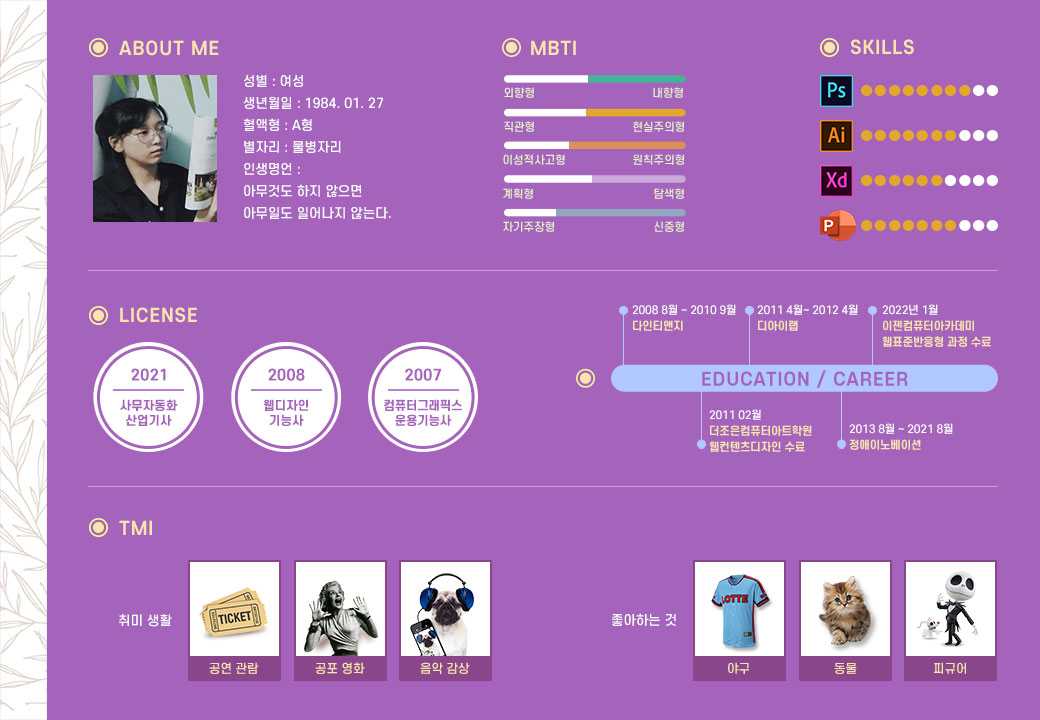 ABOUT ME
성별 : 여성
생년월일 : 1984. 01. 27
혈액형 : A형
별자리 : 물병자리
인생명언 :
아무것도 하지 않으면
아무일도 일어나지 않는다.
MBTI
외향형 내향형
직관형 현실주의형
이성적사고형 원칙주의형
계획형 탐색형
자기주장형 신중형
SKILLS
Ps
Ai
Xd
P
LICENSE
2021
사무자동화
산업기사
2008
웹디자인
기능사
2007
컴퓨터그래픽스
운용기능사
2008 8월 ~ 2010 9월
다인티앤지
2011 4월~ 2012 4월
디아이랩
2022년 1월
이젠컴퓨터아카데미
웹표준반응형 과정 수료
EDUCATION / CAREER
2011 02월
더조은컴퓨터아트학원
웹컨텐츠디자인 수료
2013 8월 ~ 2021 8월
정애이노베이션
TMI
취미 생활
TICKET
공연 관람
공포 영화
음악 감상
좋아하는 것
LOTTE
야구
동물
피규어